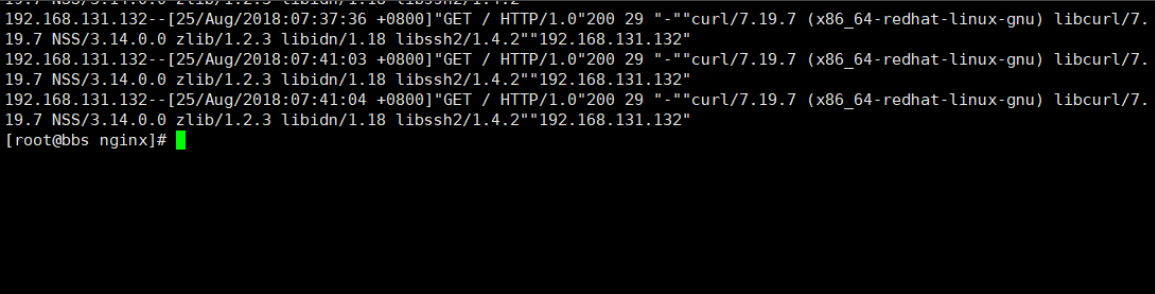 192.168.131.132--[25/Aug/2018:07:37:36 +0800]"GET / HTTP/1.0"200 29 "-""curl/7.19.7 (x86_64-redhat-linux-gnu) libcurl/7.
19.7 NSS/3.14.0.0 zlib/1.2.3 libidn/1.18 libssh2/1.4.2""192.168.131.132"
192.168.131.132--[25/Aug/2018:07:41:03 +0800]"GET / HTTP/1.0"200 29 "-""curl/7.19.7 (x86_64-redhat-linux-gnu) libcurl/7.
19.7 NSS/3.14.0.0 zlib/1.2.3 libidn/1.18 libssh2/1.4.2""192.168.131.132"
192.168.131.132--[25/Aug/2018:07:41:04 +0800]"GET / HTTP/1.0"200 29 "-""curl/7.19.7 (x86_64-redhat-linux-gnu) libcurl/7.
19.7 NSS/3.14.0.0 zlib/1.2.3 libidn/1.18 libssh2/1.4.2""192.168.131.132"
[root@bbs nginx]#